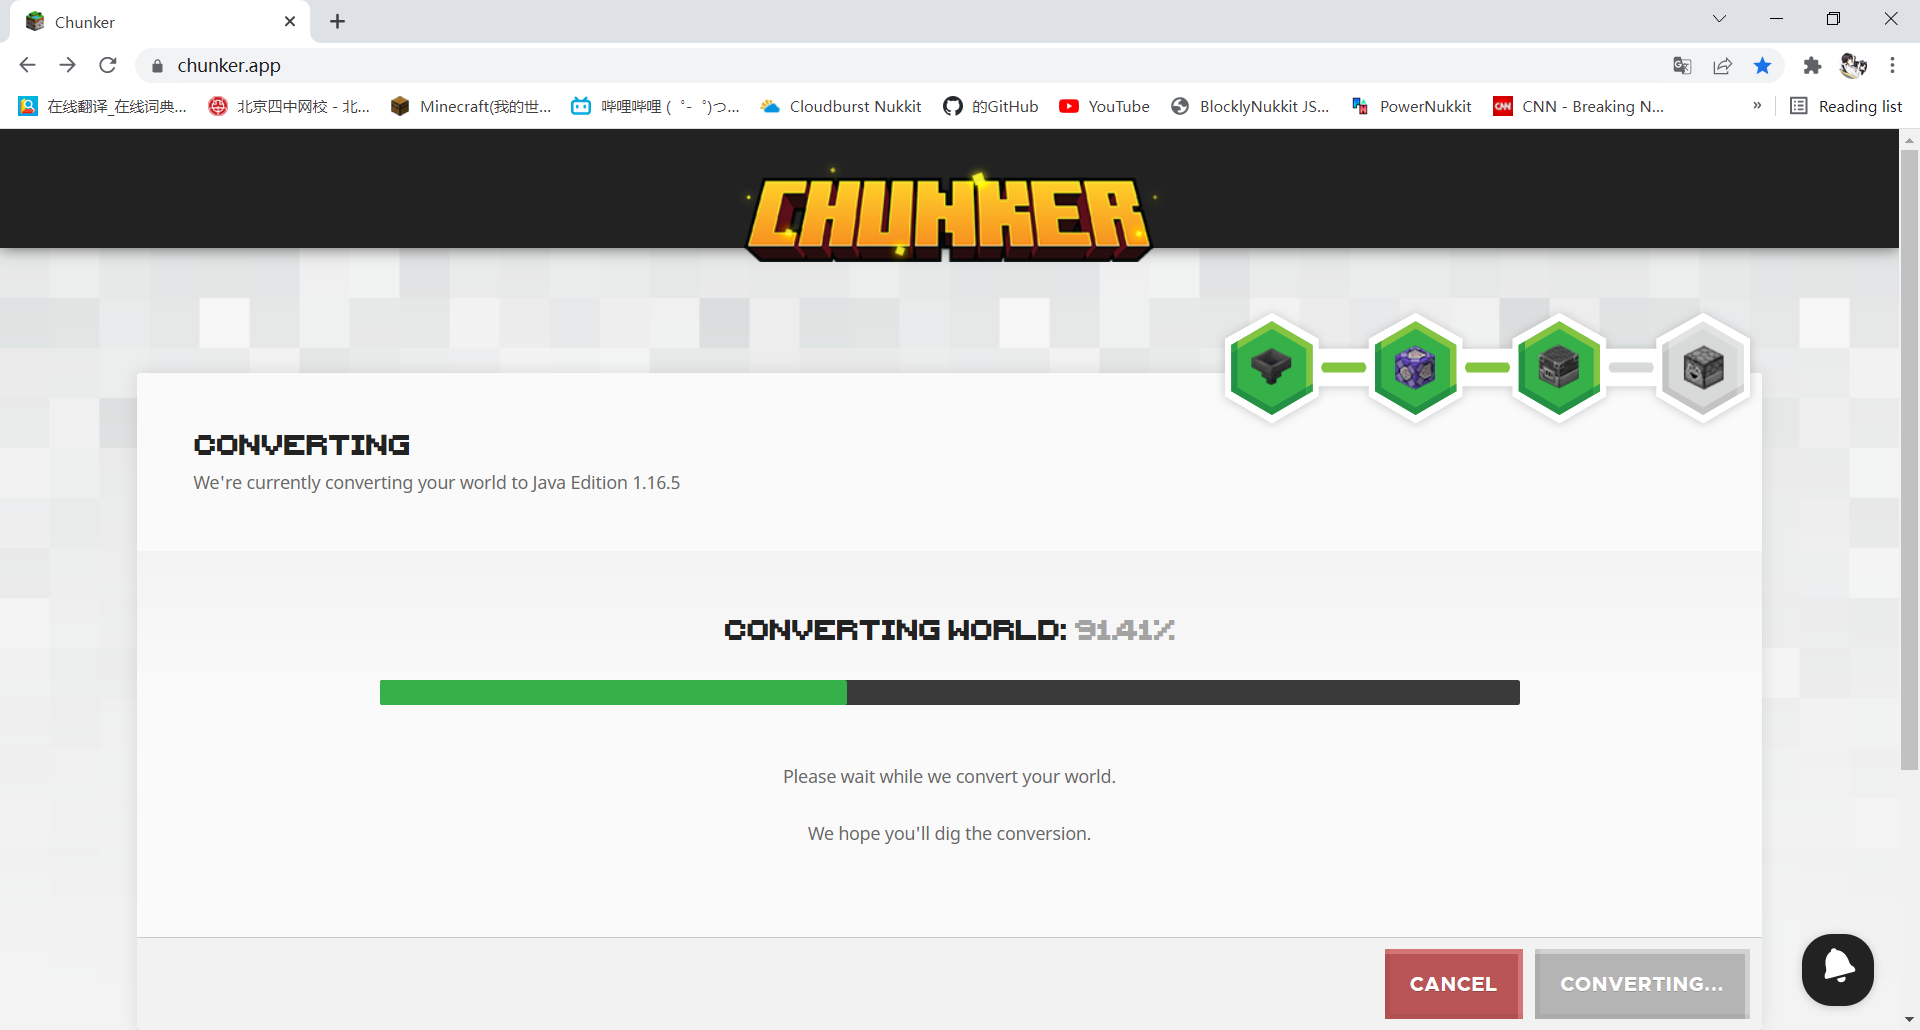 Chunker
chunker.app
在线翻译_在线词典...
北京四中网校 - 北...
Minecraft(我的世...
哔哩哔哩 ( ゜- ゜)つ...
Cloudburst Nukkit
的GitHub
YouTube
BlocklyNukkit JS...
PowerNukkit
CNN
CNN - Breaking N...
»
Reading list
CHUNKER
CONVERTING
We're currently converting your world to Java Edition 1.16.5
CONVERTING WORLD: 91.41%
Please wait while we convert your world.
We hope you'll dig the conversion.
CANCEL
CONVERTING...